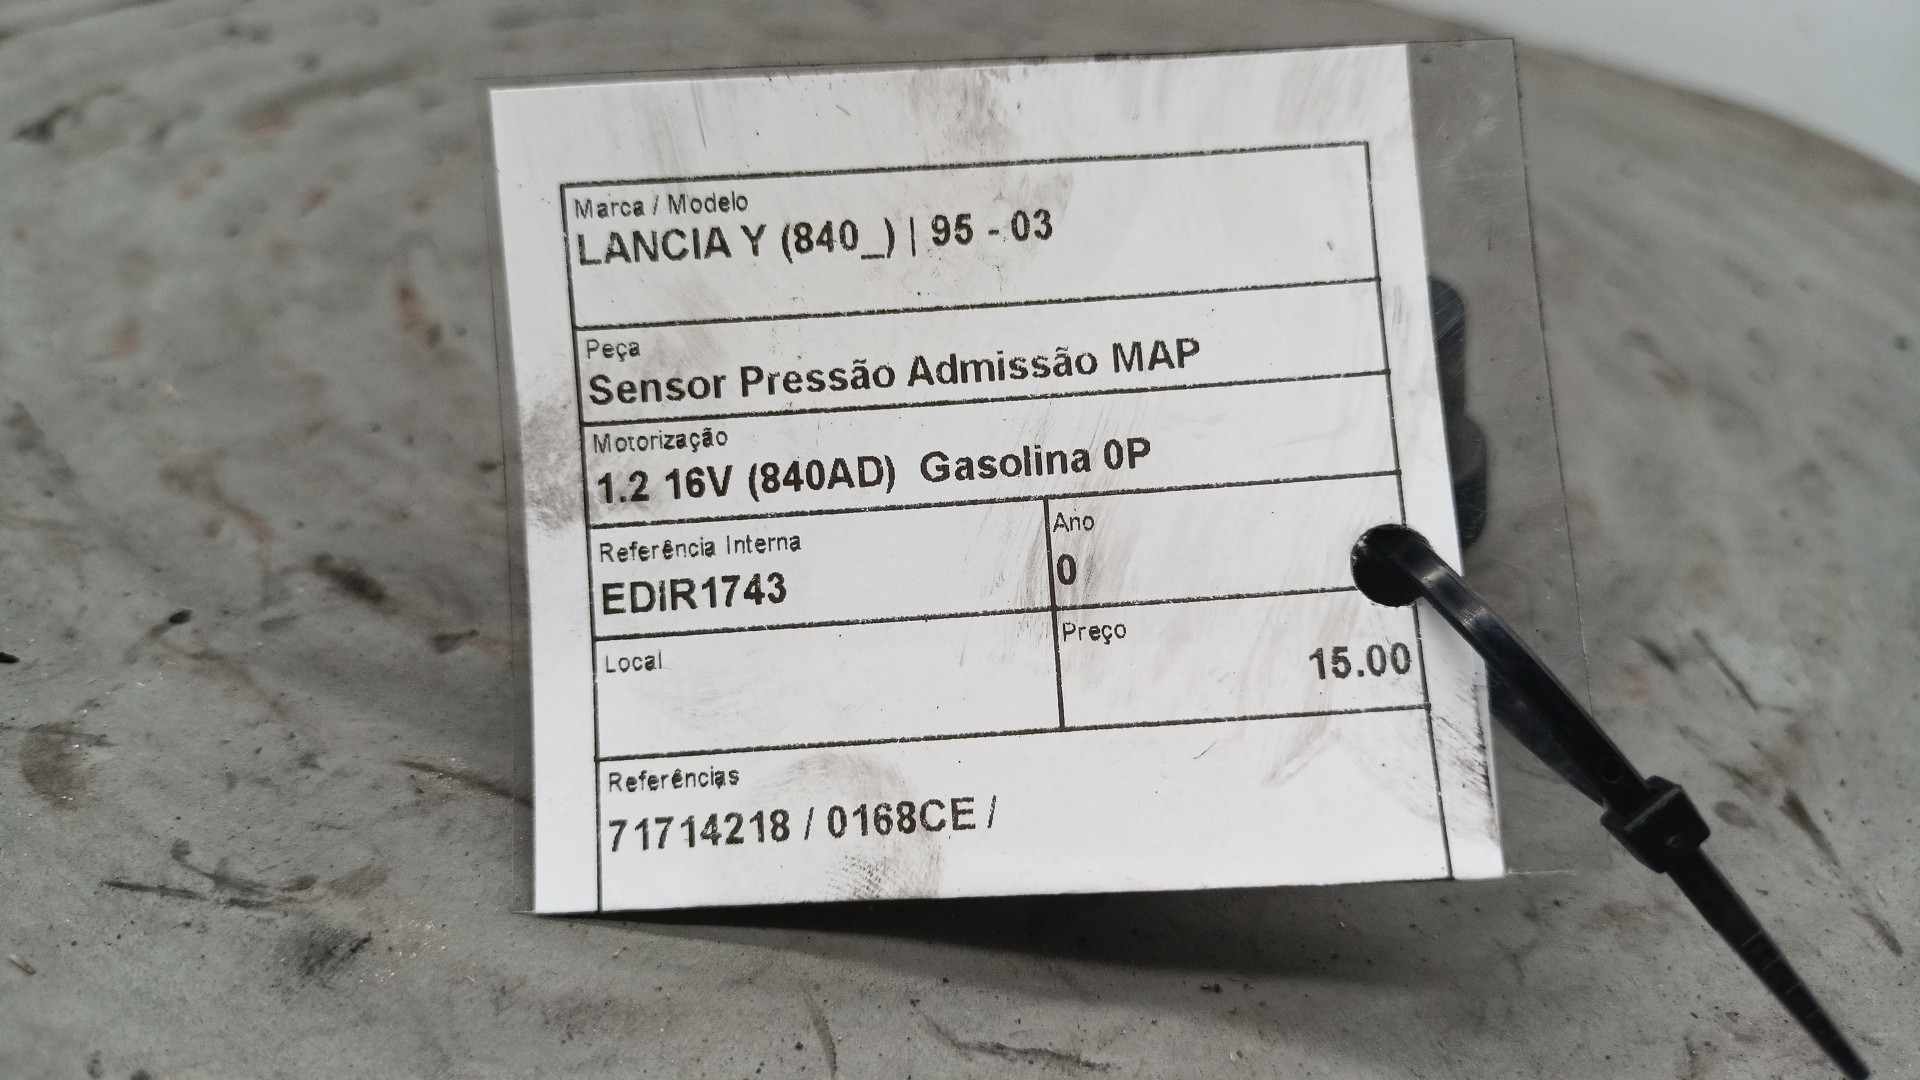 Marca / Modelo
LANCIA Y (840_) | 95 - 03
Peça
Sensor Pressão Admissão MAP
Motorização
1.2 16V (840AD)  Gasolina 0P
Referência Interna
EDIR1743
Ano
0
Local
Preço
15.00
Referências
71714218 / 0168CE /